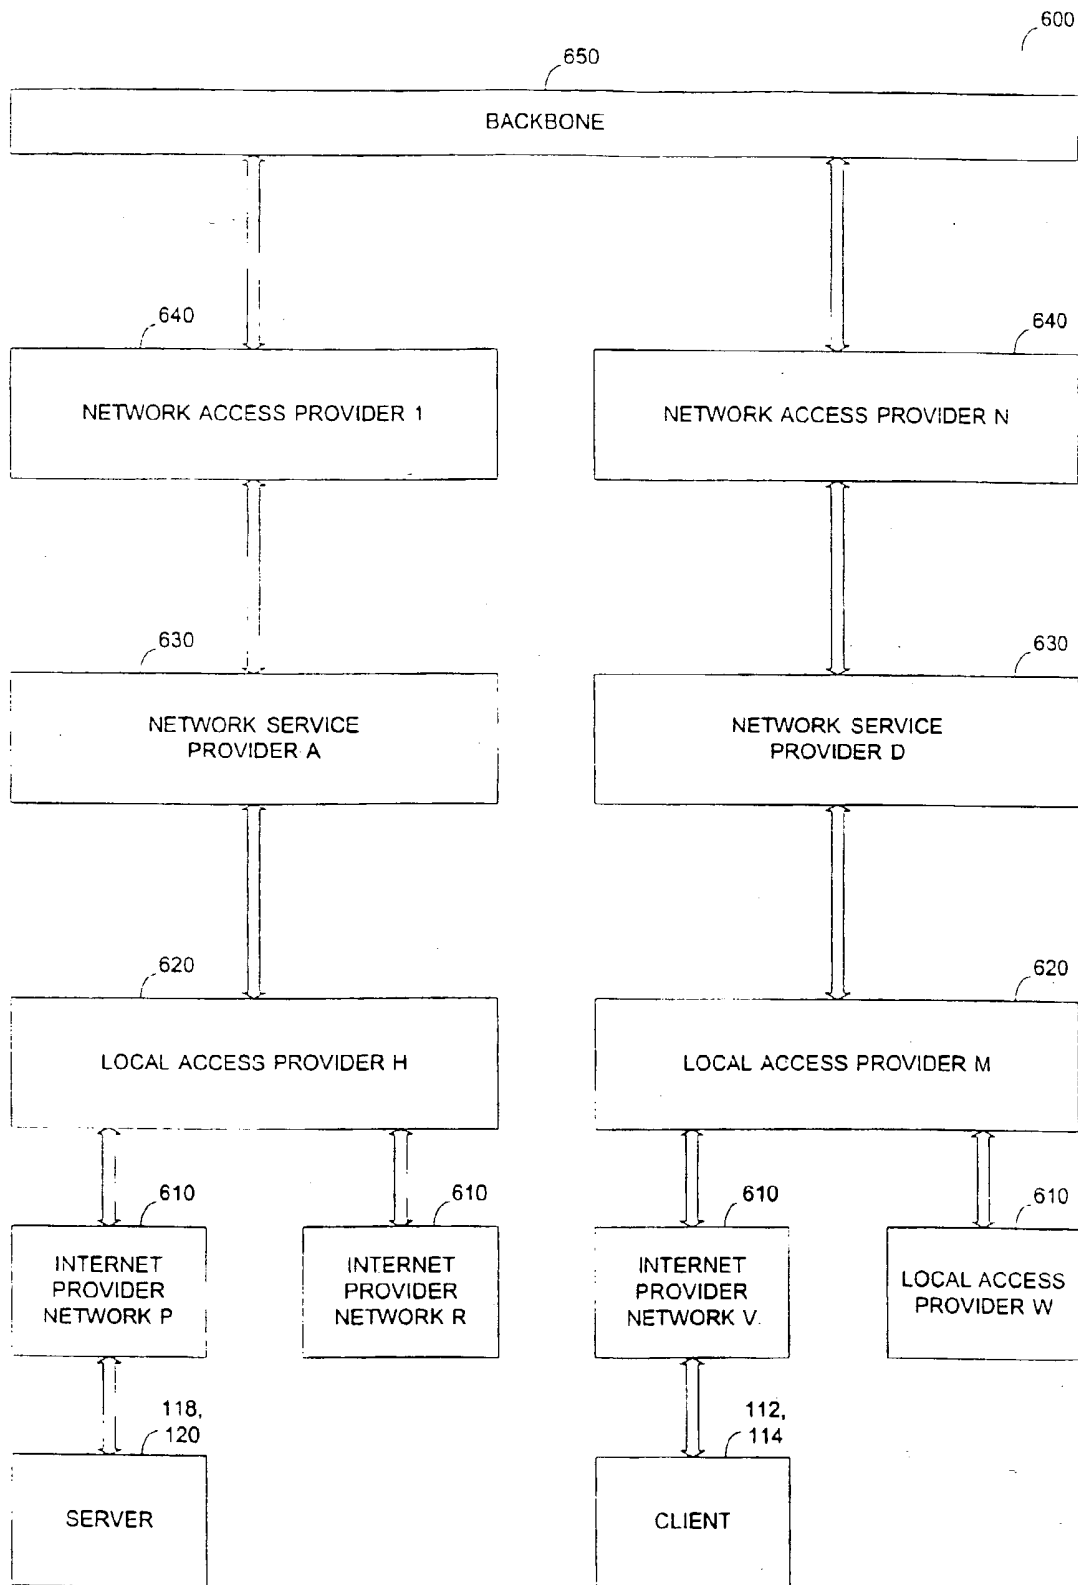 600
650
BACKBONE
640
640
NETWORK ACCESS PROVIDER 1
NETWORK ACCESS PROVIDER N
630
630
NETWORK SERVICE
PROVIDER A
NETWORK SERVICE
PROVIDER D
620
620
LOCAL ACCESS PROVIDER H
LOCAL ACCESS PROVIDER M
610
610
610
610
INTERNET
PROVIDER
NETWORK P
INTERNET
PROVIDER
NETWORK R
INTERNET
PROVIDER
NETWORK V
LOCAL ACCESS
PROVIDER W
118,
120
112,
114
SERVER
CLIENT